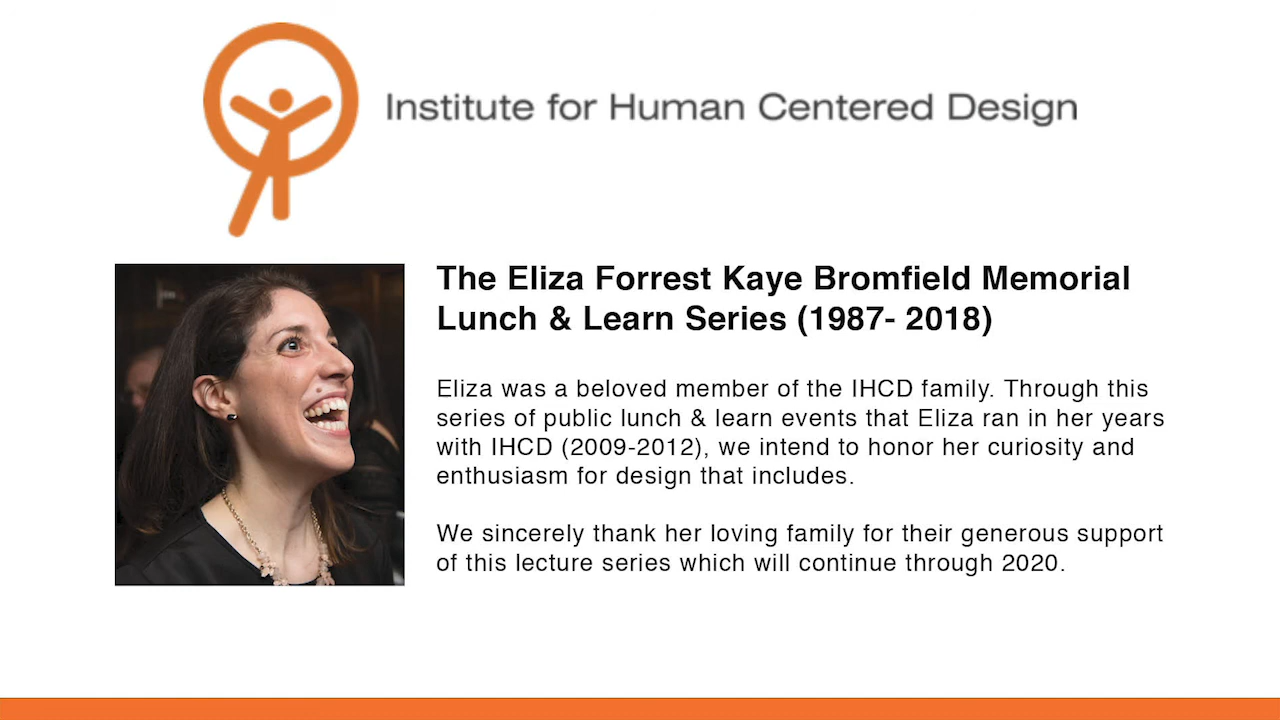 Institute for Human Centered Design
The Eliza Forrest Kaye Bromfield Memorial
Lunch & Learn Series (1987- 2018)
Eliza was a beloved member of the IHCD family. Through this
series of public lunch & learn events that Eliza ran in her years
with IHCD (2009-2012), we intend to honor her curiosity and
enthusiasm for design that includes.
We sincerely thank her loving family for their generous support
of this lecture series which will continue through 2020.